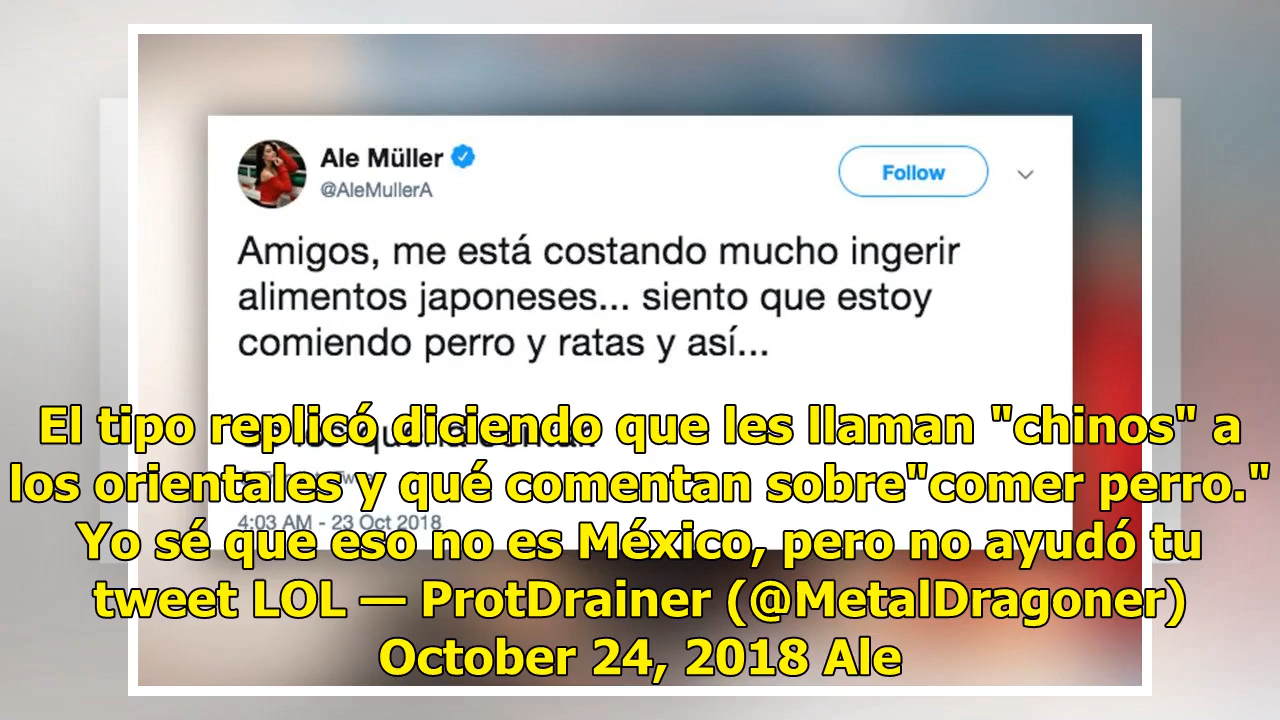 Ale Müller
@AleMullerA
Follow
Amigos, me está costando mucho ingerir
alimentos japoneses... siento que estoy
comiendo perro y ratas y así...
El tipo replicó diciendo que les llaman "chinos" a
los orientales y qué comentan sobre"comer perro."
4:03 AM - 23 Oct 2018
Yo sé que eso no es México, pero no ayudó tu
tweet LOL — ProtDrainer (@MetalDragoner)
October 24, 2018 Ale